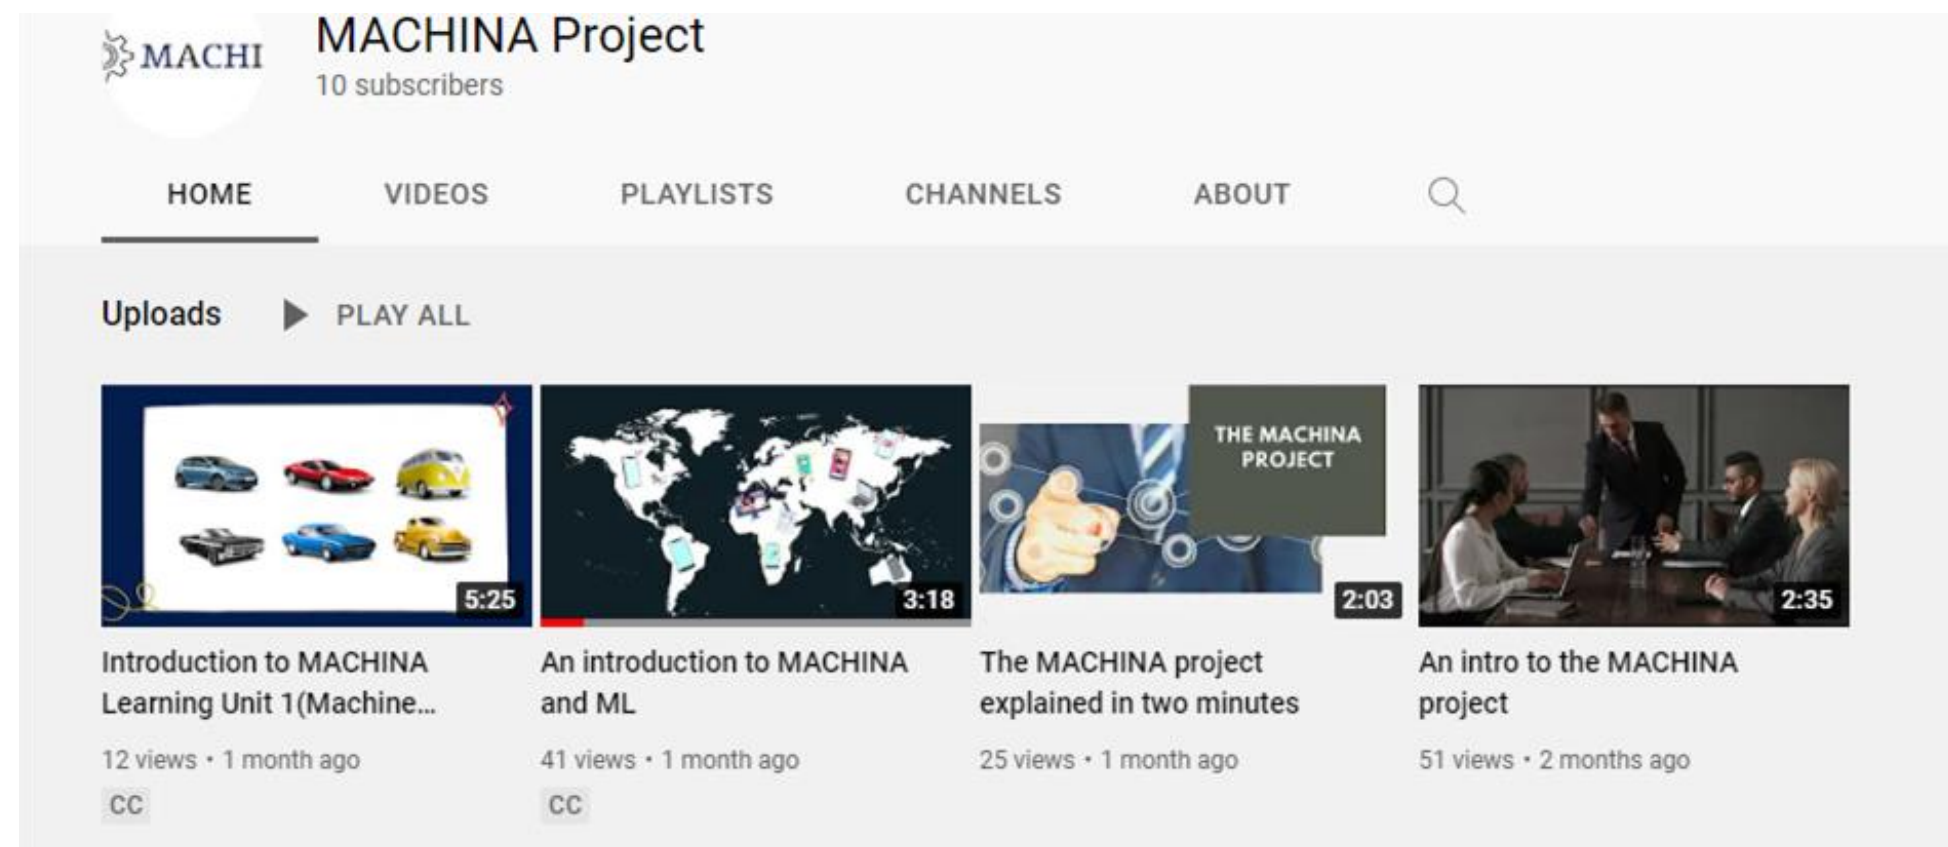 MACHI
MACHINA Project
10 subscribers
HOME VIDEOS PLAYLISTS CHANNELS ABOUT
Uploads PLAY ALL
5:25
3:18
THE MACHINA
PROJECT
2:03
2:35
Introduction to MACHINA
Learning Unit 1(Machine...
12 views • 1 month ago
CC
An introduction to MACHINA
and ML
41 views • 1 month ago
CC
The MACHINA project
explained in two minutes
25 views • 1 month ago
An intro to the MACHINA
project
51 views • 2 months ago